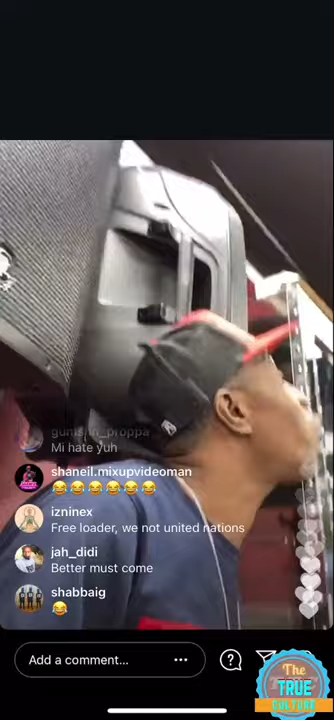 Mi hate yuh
shaneil.mixupvideoman
😂😂😂😂😂😂
izninex
Free loader, we not united nations
jah_didi
Better must come
shabbaig
😂
Add a comment...
The
TRUE
CULTURE